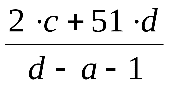 2 ·c + 51 ·d
d - a - 1